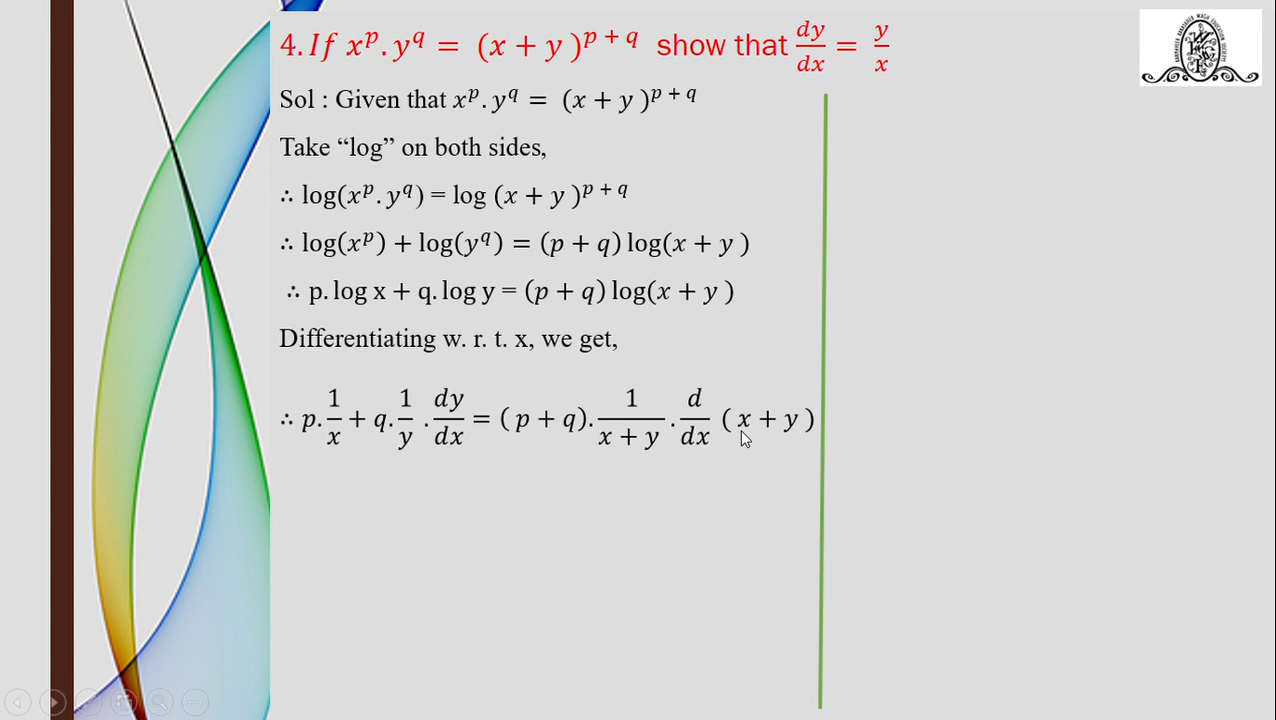 4. If x^p . y^q = (x + y )^{p + q} show that dy/dx = y/x
Sol : Given that x^p . y^q = (x + y )^{p + q}
Take “log” on both sides,
∴ log(x^p . y^q) = log (x + y )^{p + q}
∴ log(x^p) + log(y^q) = (p + q) log(x + y )
∴ p. log x + q. log y = (p + q) log(x + y )
Differentiating w. r. t. x, we get,
∴ p. 1/x + q. 1/y . dy/dx = ( p + q). 1/(x + y) . d/dx ( x + y )